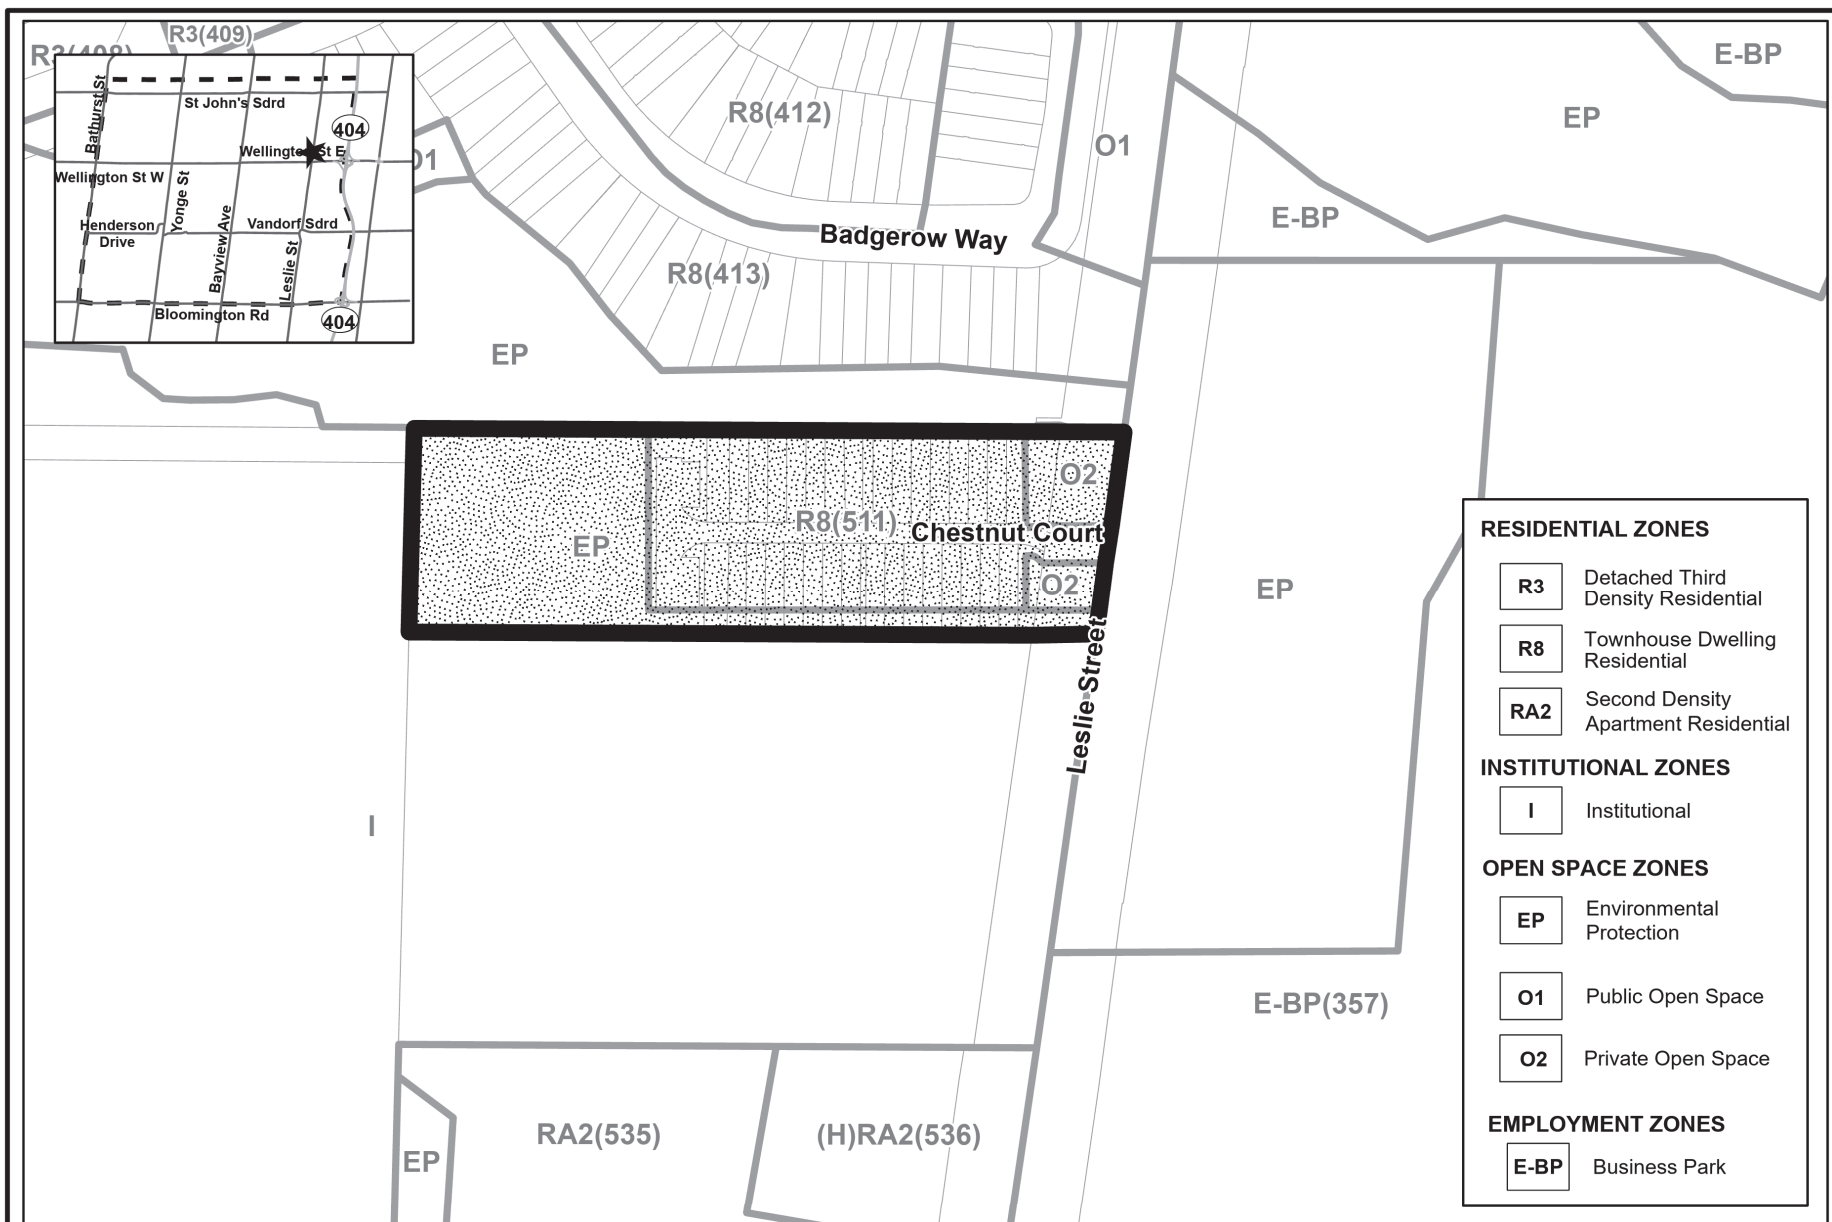 R3(409)
R3(408)
E-BP
St John's Sdrd
Bathurst St
404
Wellington St E
Wellington St W
Yonge St
Henderson
Drive
Vandorf Sdrd
Bayview Ave
Leslie St
Bloomington Rd
404
R8(412)
O1
O1
EP
E-BP
Badgerow Way
R8(413)
EP
O2
R8(511)
Chestnut Court
EP
O2
EP
Leslie Street
I
E-BP(357)
RA2(535)
(H)RA2(536)
EP
RESIDENTIAL ZONES
R3
Detached Third
Density Residential
R8
Townhouse Dwelling
Residential
RA2
Second Density
Apartment Residential
INSTITUTIONAL ZONES
I
Institutional
OPEN SPACE ZONES
EP
Environmental
Protection
O1
Public Open Space
O2
Private Open Space
EMPLOYMENT ZONES
E-BP
Business Park